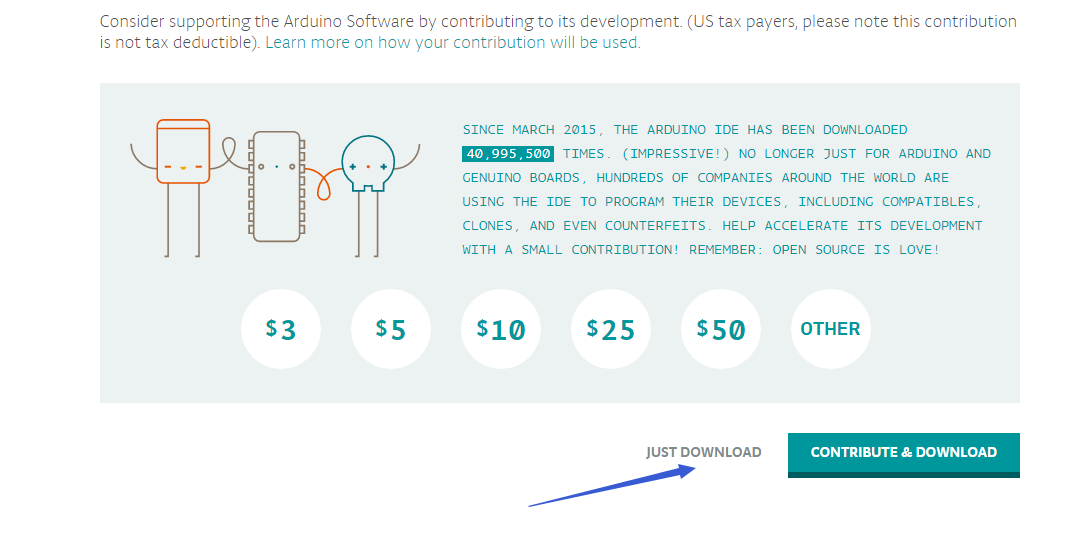 Consider supporting the Arduino Software by contributing to its development. (US tax payers, please note this contribution
is not tax deductible). Learn more on how your contribution will be used.
SINCE MARCH 2015, THE ARDUINO IDE HAS BEEN DOWNLOADED
40,995,500 TIMES. (IMPRESSIVE!) NO LONGER JUST FOR ARDUINO AND
GENUINO BOARDS, HUNDREDS OF COMPANIES AROUND THE WORLD ARE
USING THE IDE TO PROGRAM THEIR DEVICES, INCLUDING COMPATIBLES,
CLONES, AND EVEN COUNTERFEITS. HELP ACCELERATE ITS DEVELOPMENT
WITH A SMALL CONTRIBUTION! REMEMBER: OPEN SOURCE IS LOVE!
$3 $5 $10 $25 $50 OTHER
JUST DOWNLOAD CONTRIBUTE & DOWNLOAD